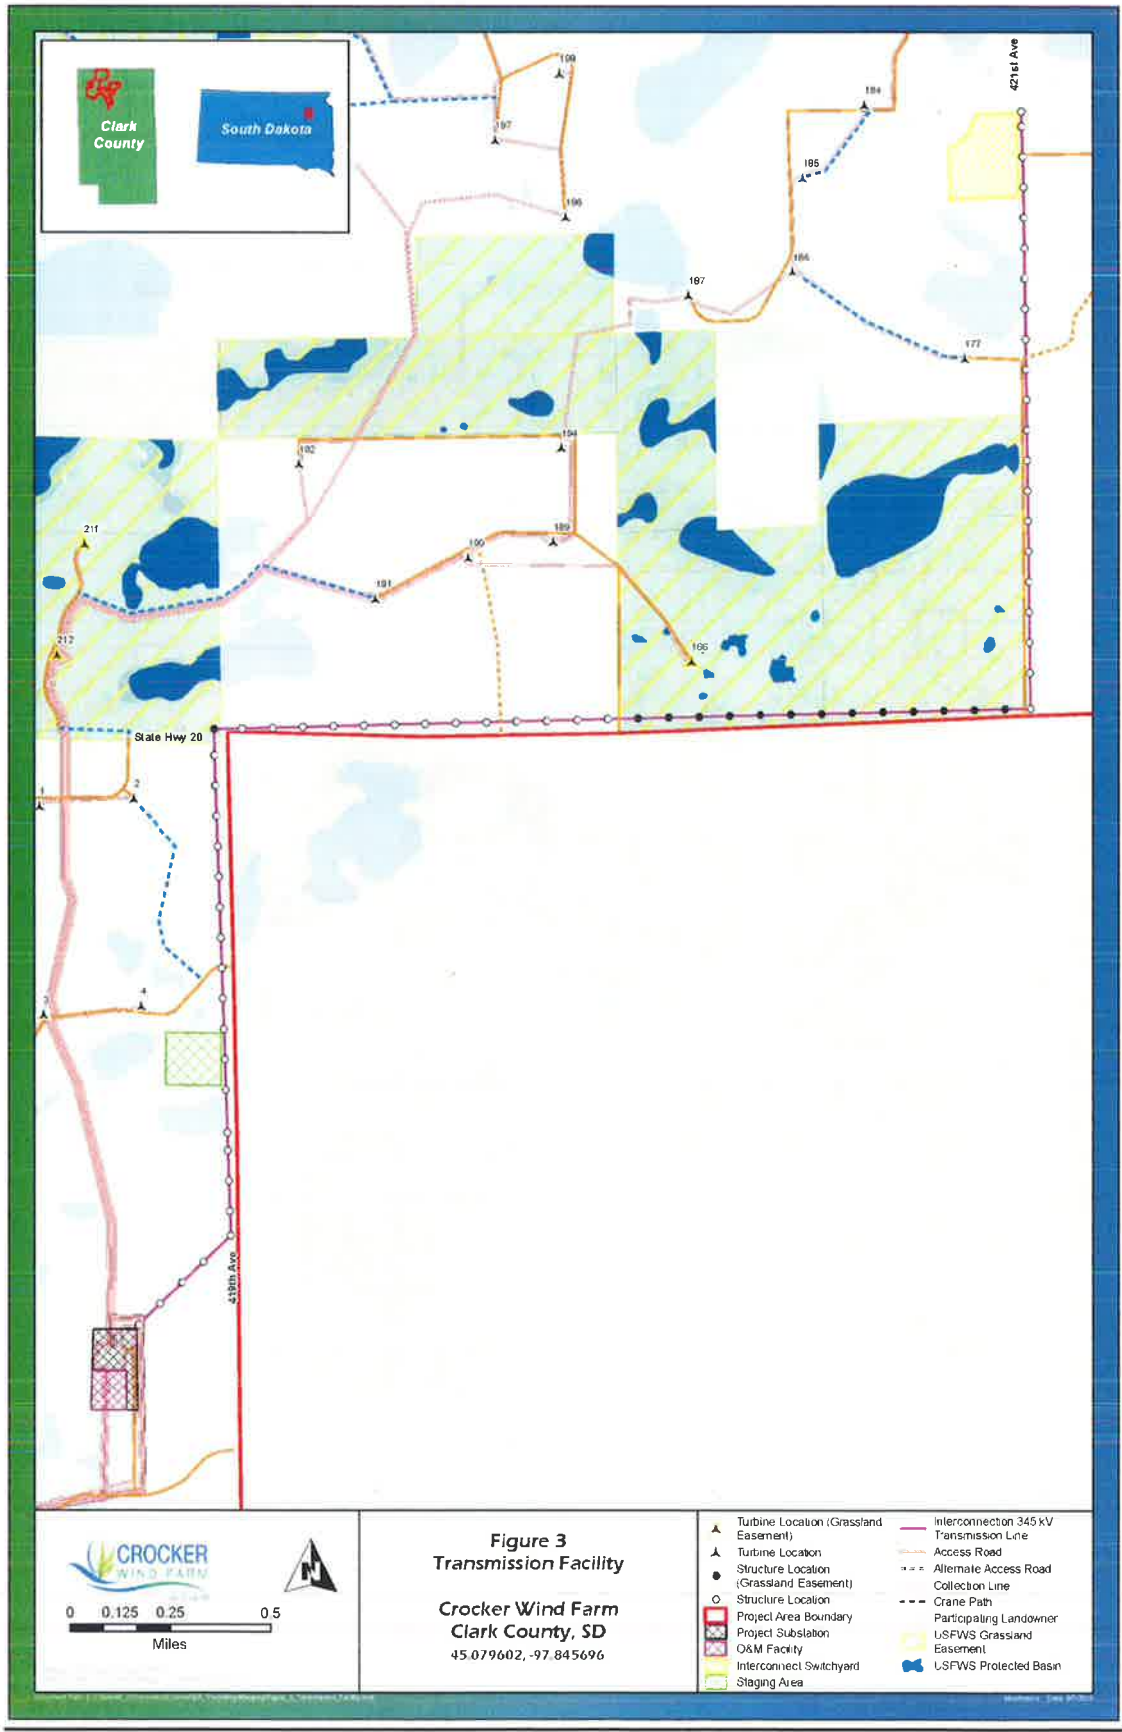 421st Ave
Clark
County
South Dakota
199
197
184
185
196
186
187
177
194
192
211
189
190
191
212
166
State Hwy 20
1
2
3
4
419th Ave
CROCKER
WIND FARM
N
0 0.125 0.25 0.5
Miles
Figure 3
Transmission Facility
Crocker Wind Farm
Clark County, SD
45.079602, -97.845696
Turbine Location (Grassland
Easement)
Turbine Location
Structure Location
(Grassland Easement)
Structure Location
Project Area Boundary
Project Substation
O&M Facility
Interconnect Switchyard
Staging Area
Interconnection 345 kV
Transmission Line
Access Road
Alternate Access Road
Collection Line
Crane Path
Participating Landowner
USFWS Grassland
Easement
USFWS Protected Basin